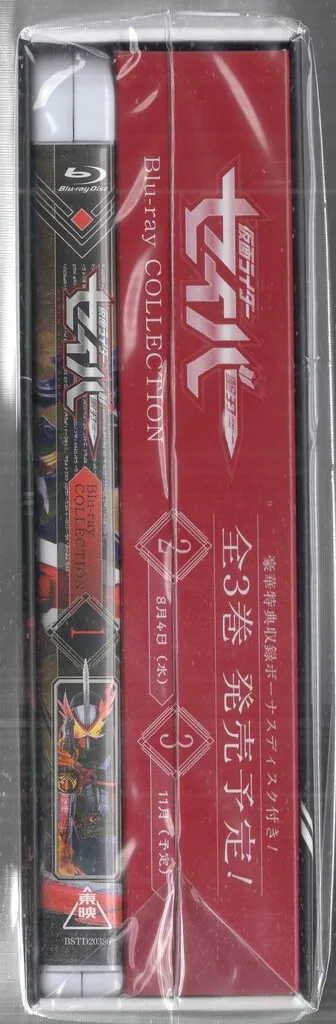 Blu-ray Disc
仮面ライダー
セイバー
Blu-ray
COLLECTION
1
東映
仮面ライダー
セイバー
Blu-ray COLLECTION
豪華特典収録ボーナスディスク付き!
全3巻 発売予定!
2
8月4日(水)
3
11月(予定)